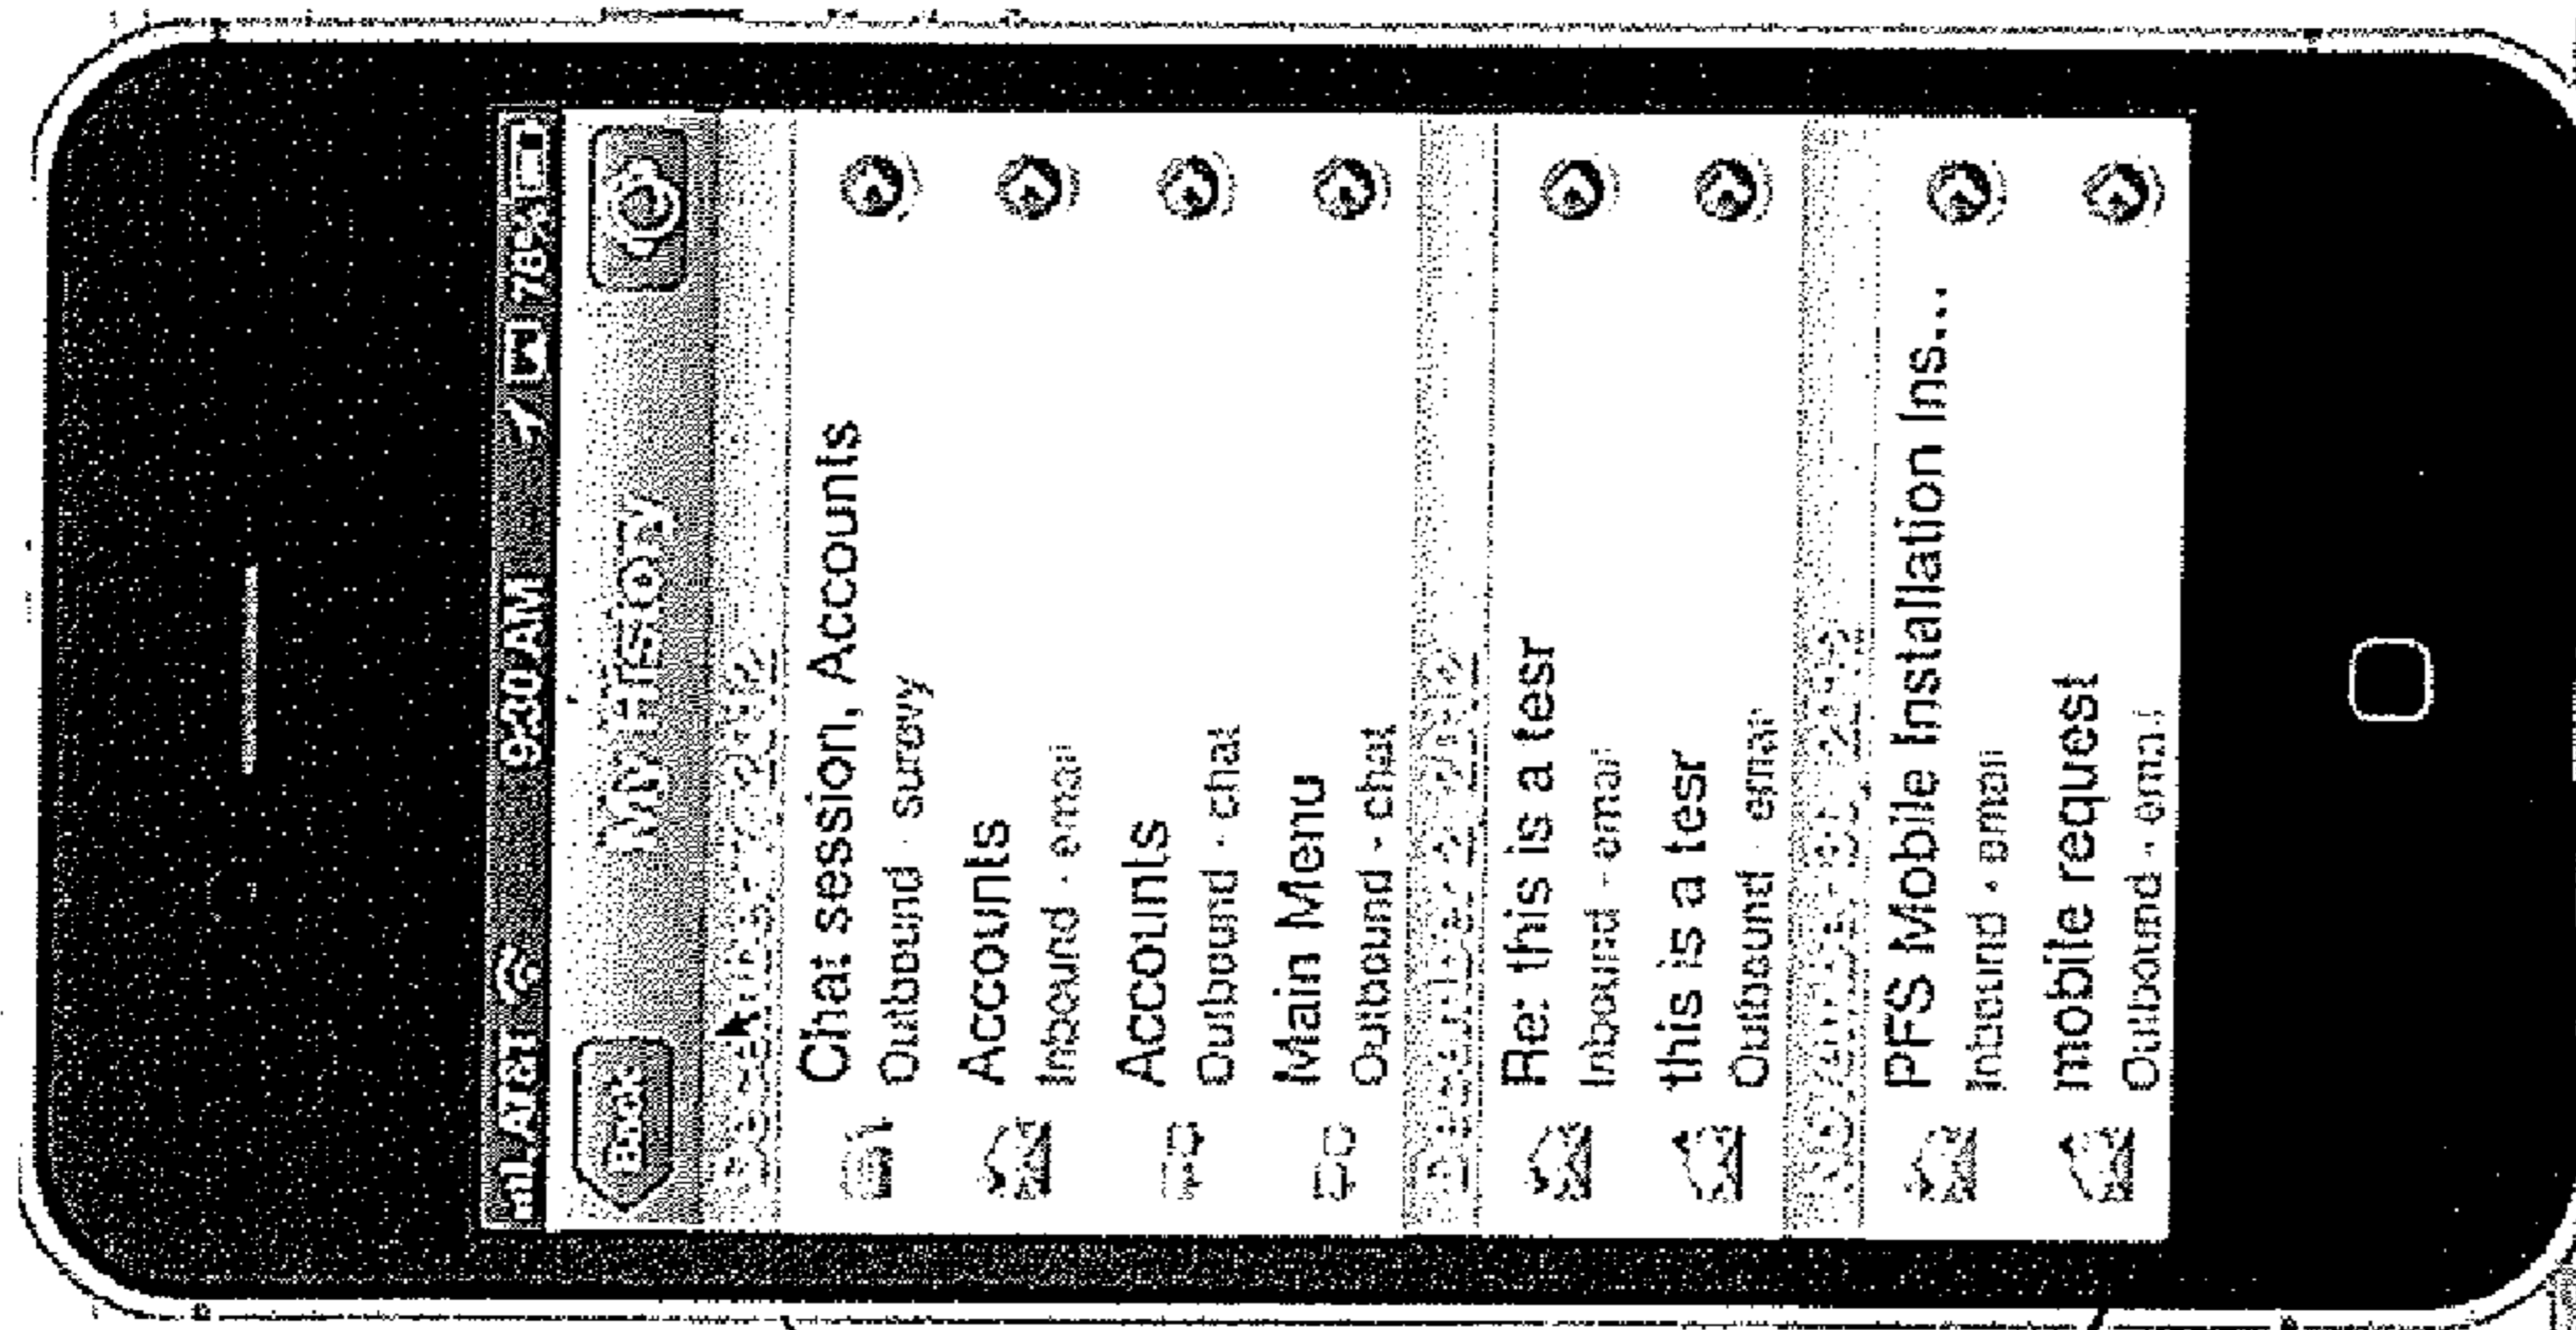 AT&T 9:30 AM 78%
Back My History
Chat session, Accounts
Outbound - survey
Accounts
Inbound - email
Accounts
Outbound - chat
Main Menu
Outbound - chat
Re: this is a tesr
Inbound - email
this is a tesr
Outbound - email
PFS Mobile Installation Ins...
Inbound - email
mobile request
Outbound - email